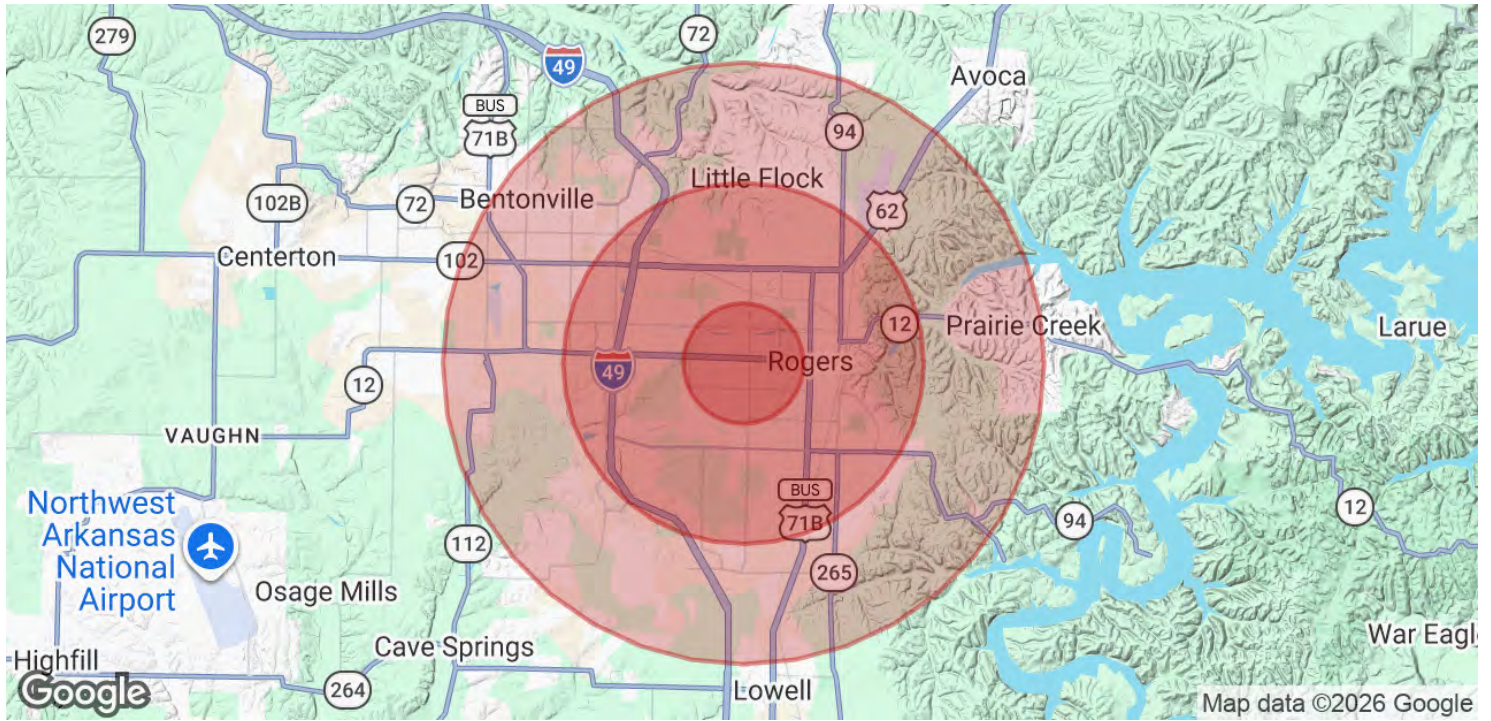 279
72
49
Avoca
BUS
71B
94
Little Flock
102B
72
Bentonville
62
Centerton
102
12
Prairie Creek
Larue
49
Rogers
12
VAUGHN
BUS
71B
12
94
Northwest
Arkansas
National
Airport
112
265
Osage Mills
Cave Springs
War Eagl
Highfill
264
Lowell
Google
Map data ©2026 Google